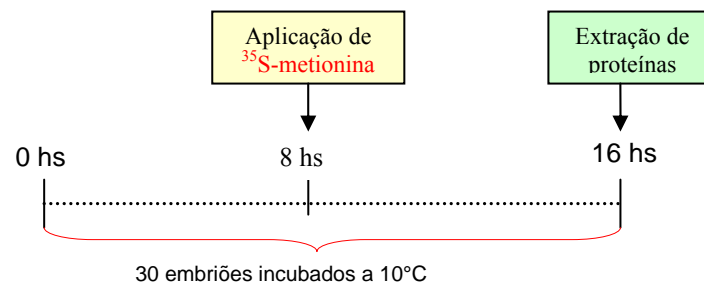 Aplicação de
³⁵S-metionina
Extração de
proteínas
0 hs
8 hs
16 hs
30 embriões incubados a 10°C